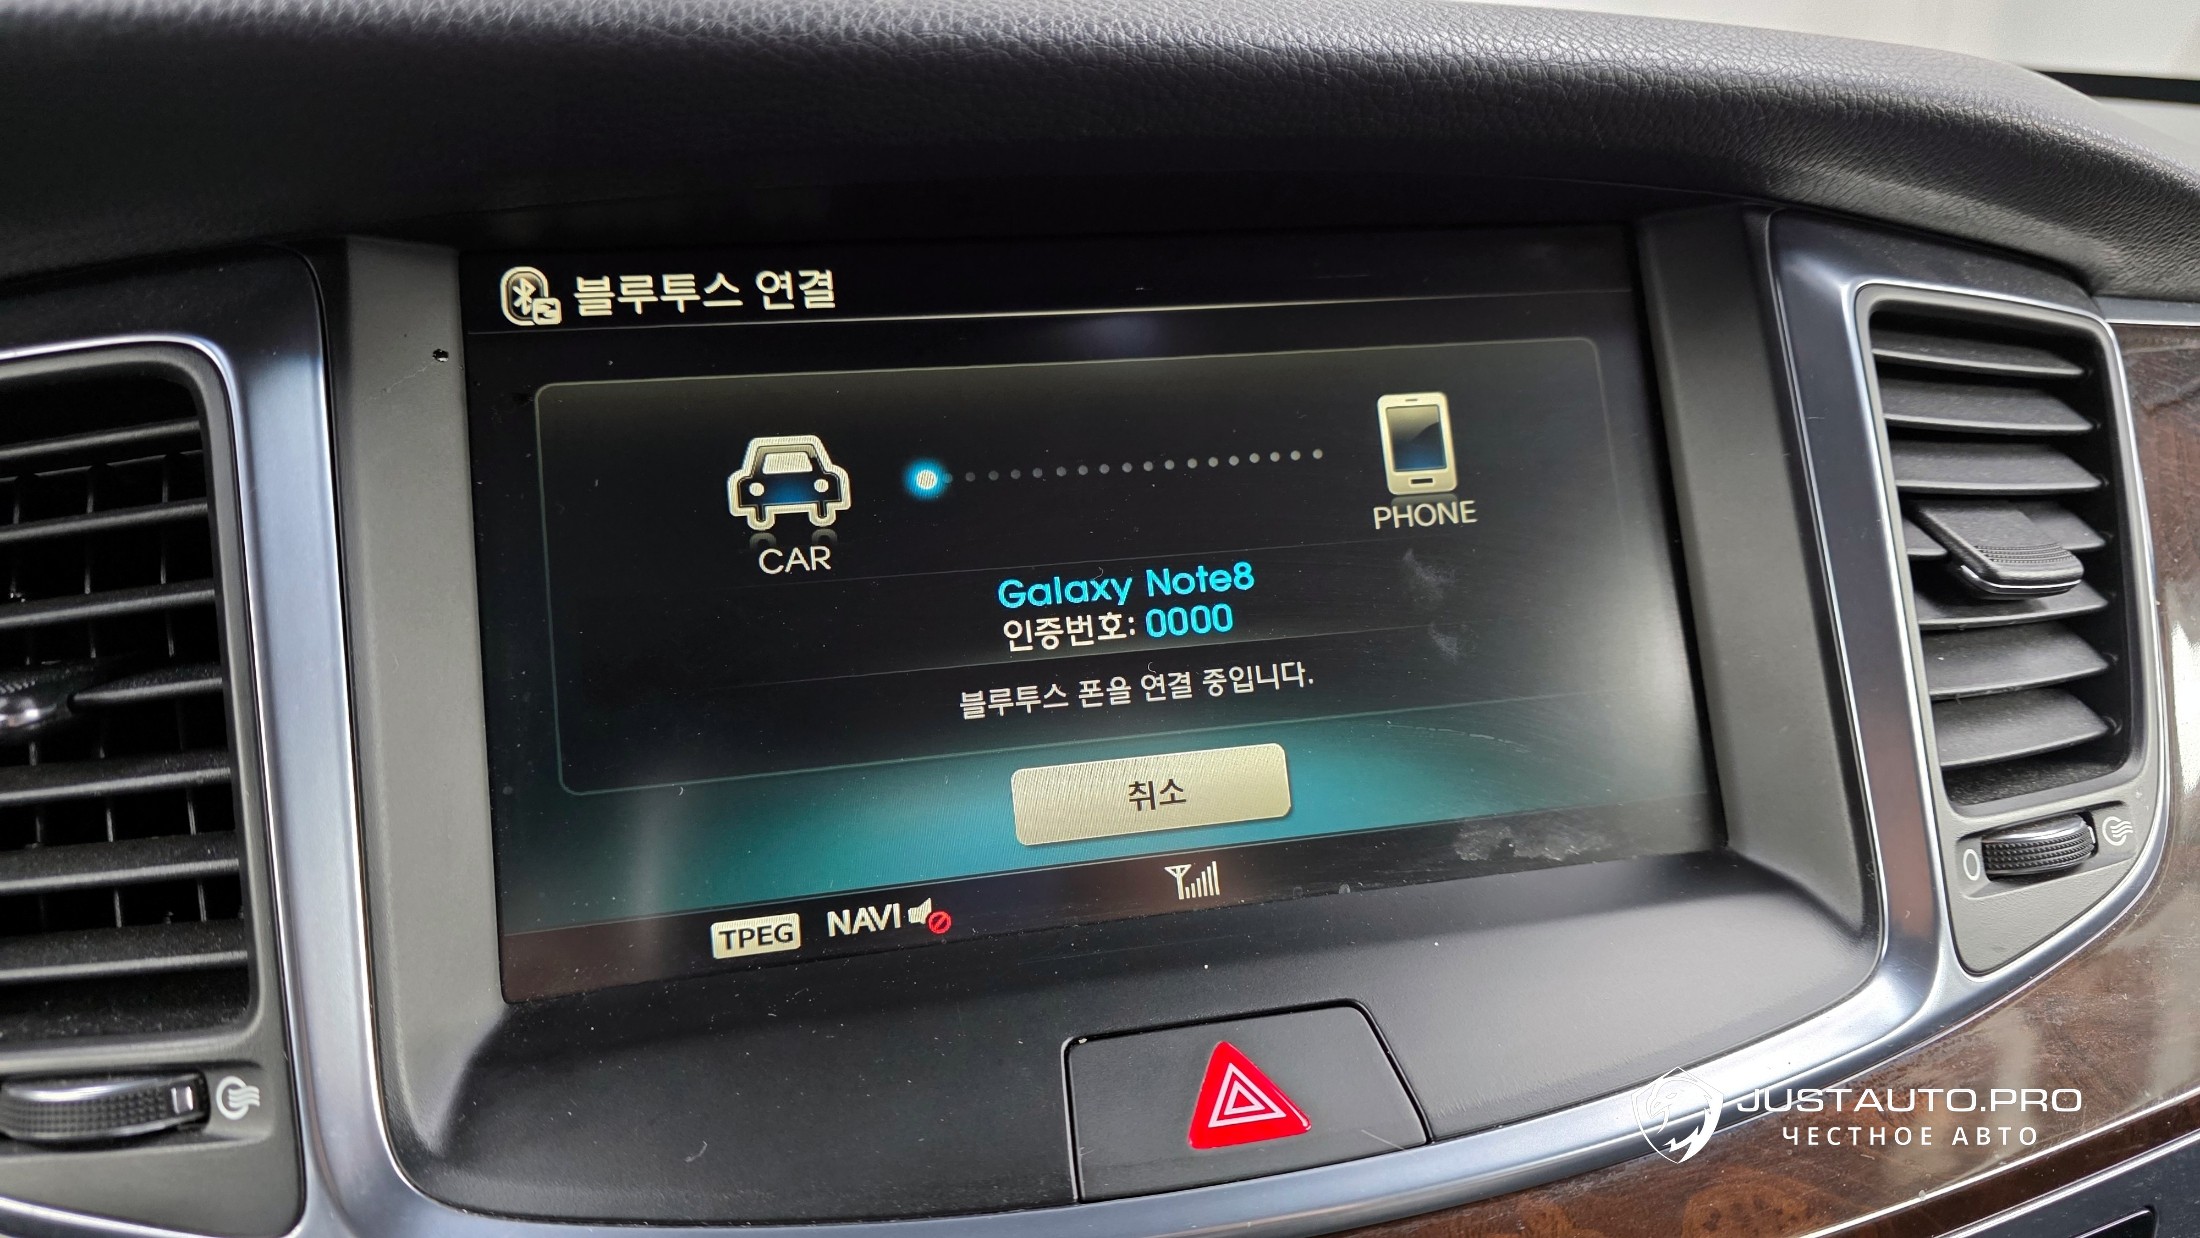 블루투스 연결
CAR
PHONE
Galaxy Note8
인증번호: 0000
블루투스 폰을 연결 중입니다.
취소
TPEG NAVI
JUSTAUTO.PRO
ЧЕСТНОЕ АВТО